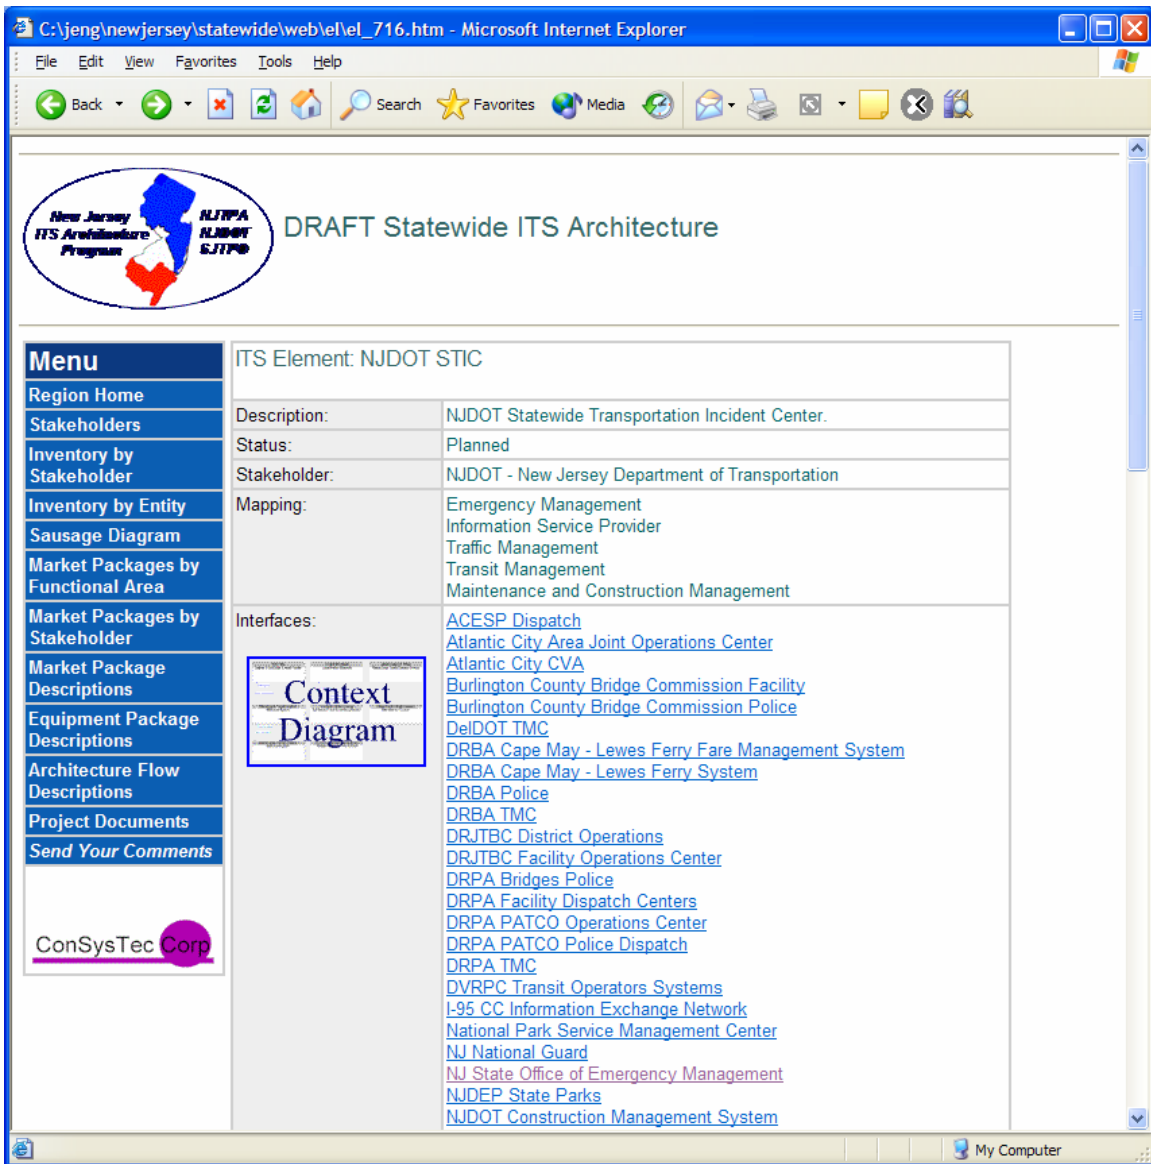 C:\jeng\newjersey\statewide\web\el\el_716.htm - Microsoft Internet Explorer
File Edit View Favorites Tools Help
Back Search Favorites Media
New Jersey
ITS Architecture
Program
NJTPA
NJDOT
SJTPO
DRAFT Statewide ITS Architecture
Menu
Region Home
Stakeholders
Inventory by
Stakeholder
Inventory by Entity
Sausage Diagram
Market Packages by
Functional Area
Market Packages by
Stakeholder
Market Package
Descriptions
Equipment Package
Descriptions
Architecture Flow
Descriptions
Project Documents
Send Your Comments
ConSysTec Corp
ITS Element: NJDOT STIC
Description: NJDOT Statewide Transportation Incident Center.
Status: Planned
Stakeholder: NJDOT - New Jersey Department of Transportation
Mapping: Emergency Management
Information Service Provider
Traffic Management
Transit Management
Maintenance and Construction Management
Interfaces:
Context
Diagram
ACESP Dispatch
Atlantic City Area Joint Operations Center
Atlantic City CVA
Burlington County Bridge Commission Facility
Burlington County Bridge Commission Police
DelDOT TMC
DRBA Cape May - Lewes Ferry Fare Management System
DRBA Cape May - Lewes Ferry System
DRBA Police
DRBA TMC
DRJTBC District Operations
DRJTBC Facility Operations Center
DRPA Bridges Police
DRPA Facility Dispatch Centers
DRPA PATCO Operations Center
DRPA PATCO Police Dispatch
DRPA TMC
DVRPC Transit Operators Systems
I-95 CC Information Exchange Network
National Park Service Management Center
NJ National Guard
NJ State Office of Emergency Management
NJDEP State Parks
NJDOT Construction Management System
My Computer